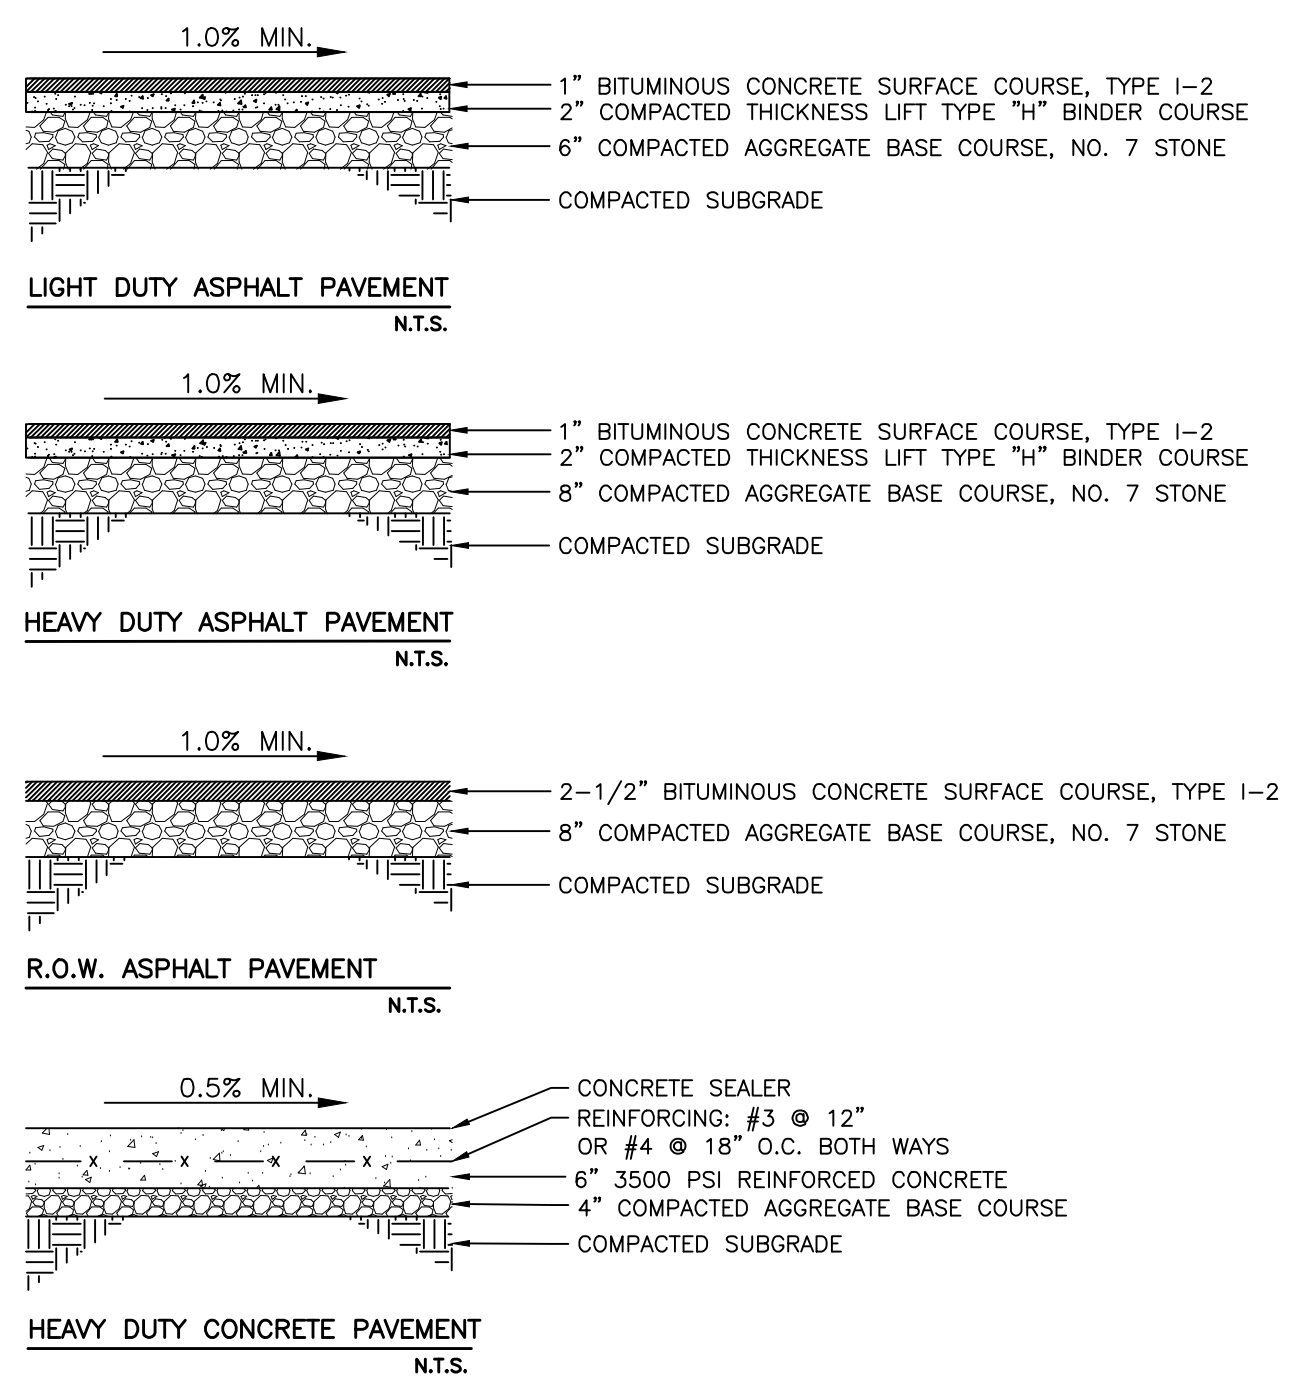 1.0% MIN.
1” BITUMINOUS CONCRETE SURFACE COURSE, TYPE I-2
2” COMPACTED THICKNESS LIFT TYPE ”H” BINDER COURSE
6” COMPACTED AGGREGATE BASE COURSE, NO. 7 STONE
COMPACTED SUBGRADE
LIGHT DUTY ASPHALT PAVEMENT
N.T.S.
1.0% MIN.
1” BITUMINOUS CONCRETE SURFACE COURSE, TYPE I-2
2” COMPACTED THICKNESS LIFT TYPE ”H” BINDER COURSE
8” COMPACTED AGGREGATE BASE COURSE, NO. 7 STONE
COMPACTED SUBGRADE
HEAVY DUTY ASPHALT PAVEMENT
N.T.S.
1.0% MIN.
2-1/2” BITUMINOUS CONCRETE SURFACE COURSE, TYPE I-2
8” COMPACTED AGGREGATE BASE COURSE, NO. 7 STONE
COMPACTED SUBGRADE
R.O.W. ASPHALT PAVEMENT
N.T.S.
0.5% MIN.
CONCRETE SEALER
REINFORCING: #3 @ 12”
OR #4 @ 18” O.C. BOTH WAYS
6” 3500 PSI REINFORCED CONCRETE
4” COMPACTED AGGREGATE BASE COURSE
COMPACTED SUBGRADE
X X X X
HEAVY DUTY CONCRETE PAVEMENT
N.T.S.